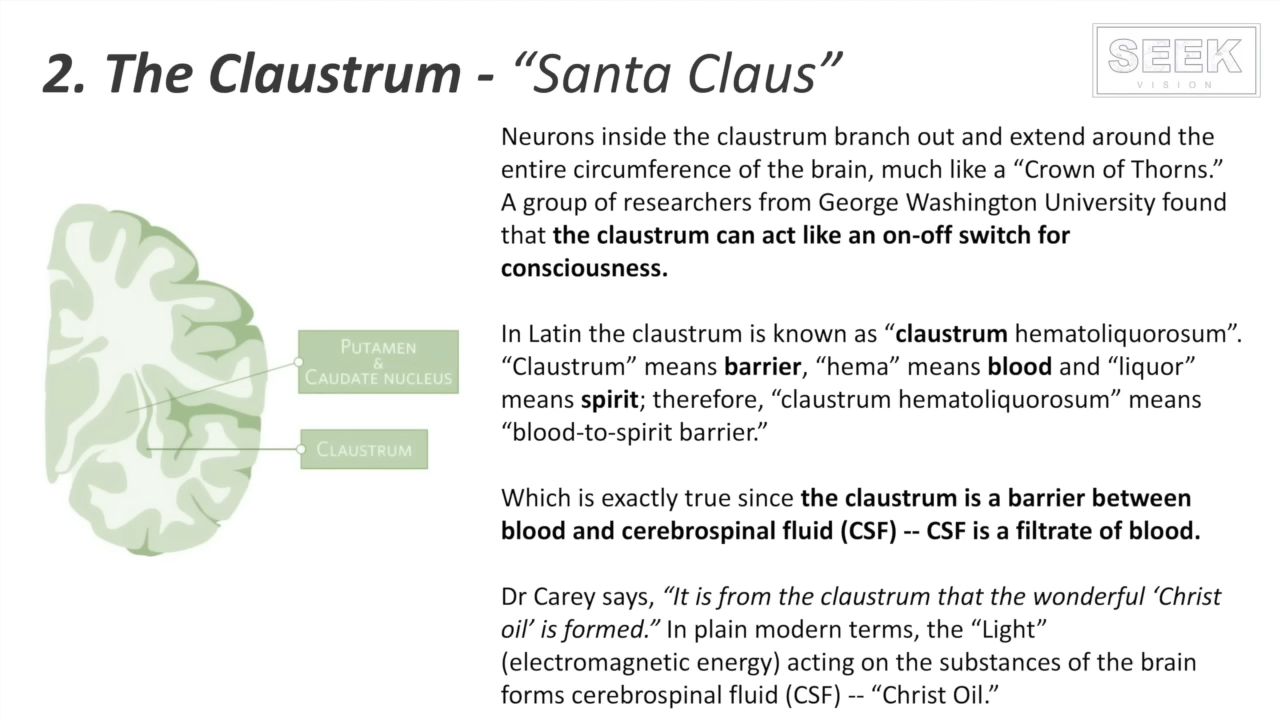 2. The Claustrum - “Santa Claus”
SEEK
VISION
Neurons inside the claustrum branch out and extend around the
entire circumference of the brain, much like a “Crown of Thorns.”
A group of researchers from George Washington University found
that the claustrum can act like an on-off switch for
consciousness.
In Latin the claustrum is known as “claustrum hematoliquorosum”.
“Claustrum” means barrier, “hema” means blood and “liquor”
means spirit; therefore, “claustrum hematoliquorosum” means
“blood-to-spirit barrier.”
Which is exactly true since the claustrum is a barrier between
blood and cerebrospinal fluid (CSF) -- CSF is a filtrate of blood.
Dr Carey says, “It is from the claustrum that the wonderful ‘Christ
oil’ is formed.” In plain modern terms, the “Light”
(electromagnetic energy) acting on the substances of the brain
forms cerebrospinal fluid (CSF) -- “Christ Oil.”
PUTAMEN
&
CAUDATE NUCLEUS
CLAUSTRUM